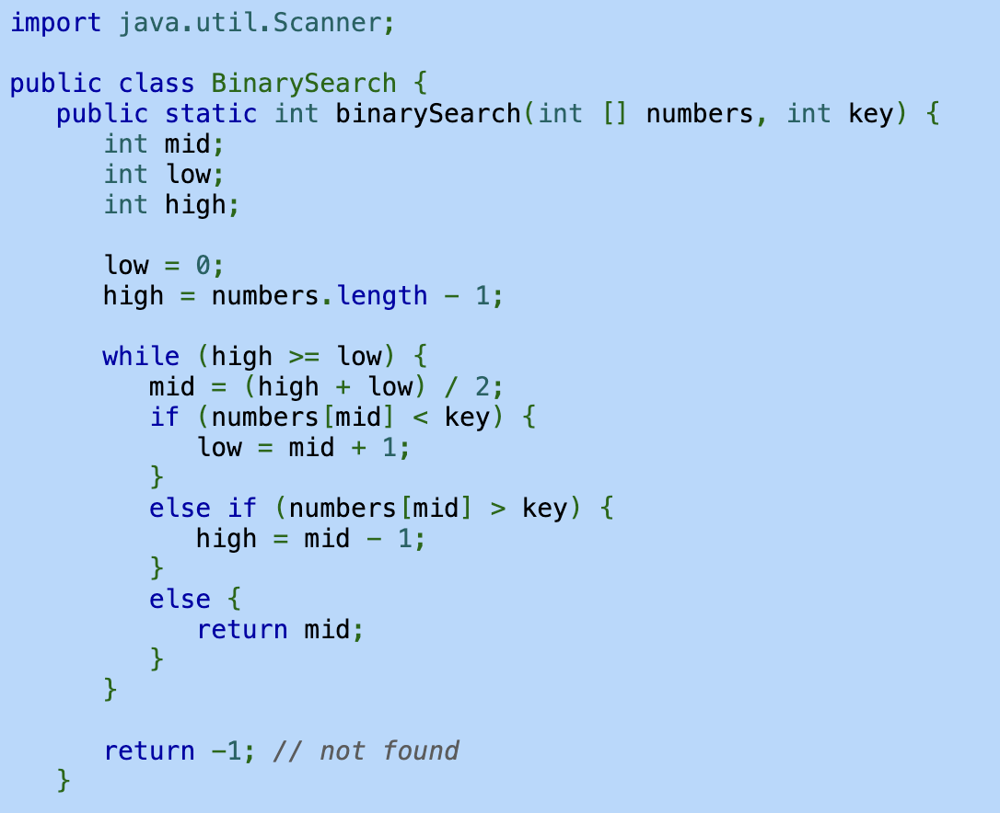 import java.util.Scanner;

public class BinarySearch {
   public static int binarySearch(int [] numbers, int key) {
      int mid;
      int low;
      int high;

      low = 0;
      high = numbers.length - 1;

      while (high >= low) {
         mid = (high + low) / 2;
         if (numbers[mid] < key) {
            low = mid + 1;
         }
         else if (numbers[mid] > key) {
            high = mid - 1;
         }
         else {
            return mid;
         }
      }

      return -1; // not found
   }